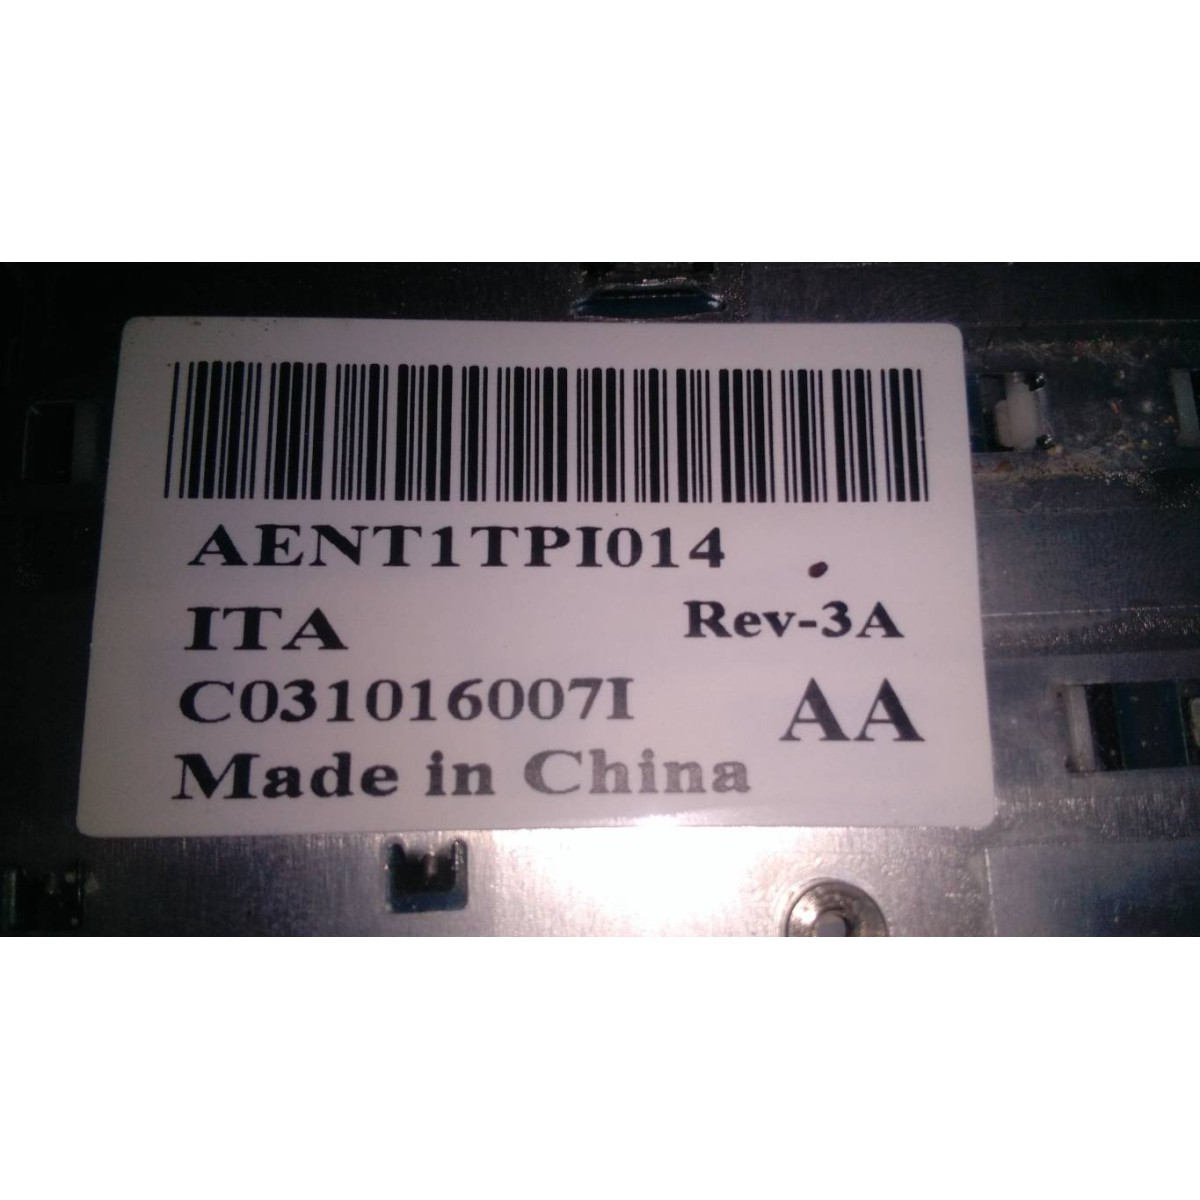 AENT1TPI014
ITA Rev-3A
C031016007I AA
Made in China